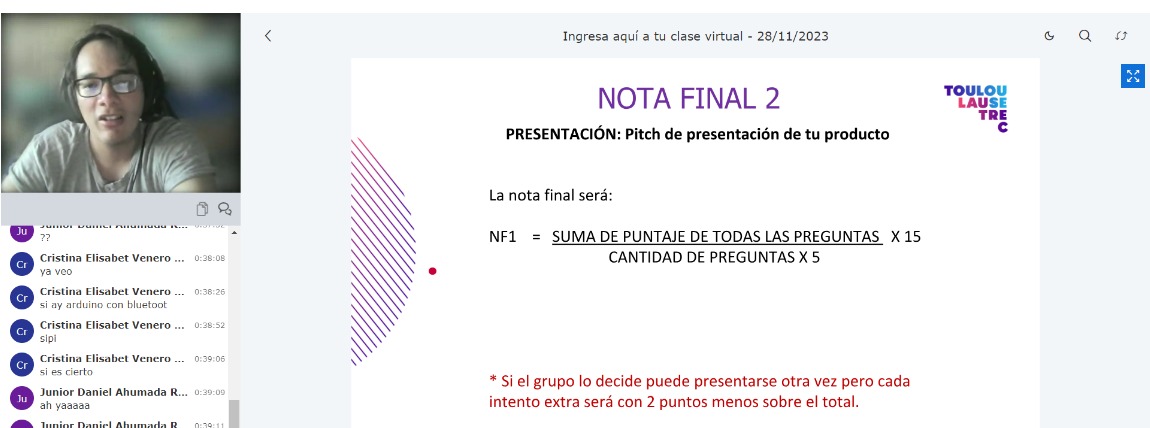 Ingresa aquí a tu clase virtual - 28/11/2023
NOTA FINAL 2
TOULOU
LAUSE
TRE
C
PRESENTACIÓN: Pitch de presentación de tu producto
La nota final será:
NF1 = SUMA DE PUNTAJE DE TODAS LAS PREGUNTAS X 15
CANTIDAD DE PREGUNTAS X 5
* Si el grupo lo decide puede presentarse otra vez pero cada
intento extra será con 2 puntos menos sobre el total.
Ju
Junior Daniel Ahumada R...
??
Cr
Cristina Elisabet Venero ... 0:38:08
ya veo
Cr
Cristina Elisabet Venero ... 0:38:26
si ay arduino con bluetoot
Cr
Cristina Elisabet Venero ... 0:38:52
sipi
Cr
Cristina Elisabet Venero ... 0:39:06
si es cierto
Ju
Junior Daniel Ahumada R... 0:39:09
ah yaaaaa
Junior Daniel Ahumada R... 0:39:11